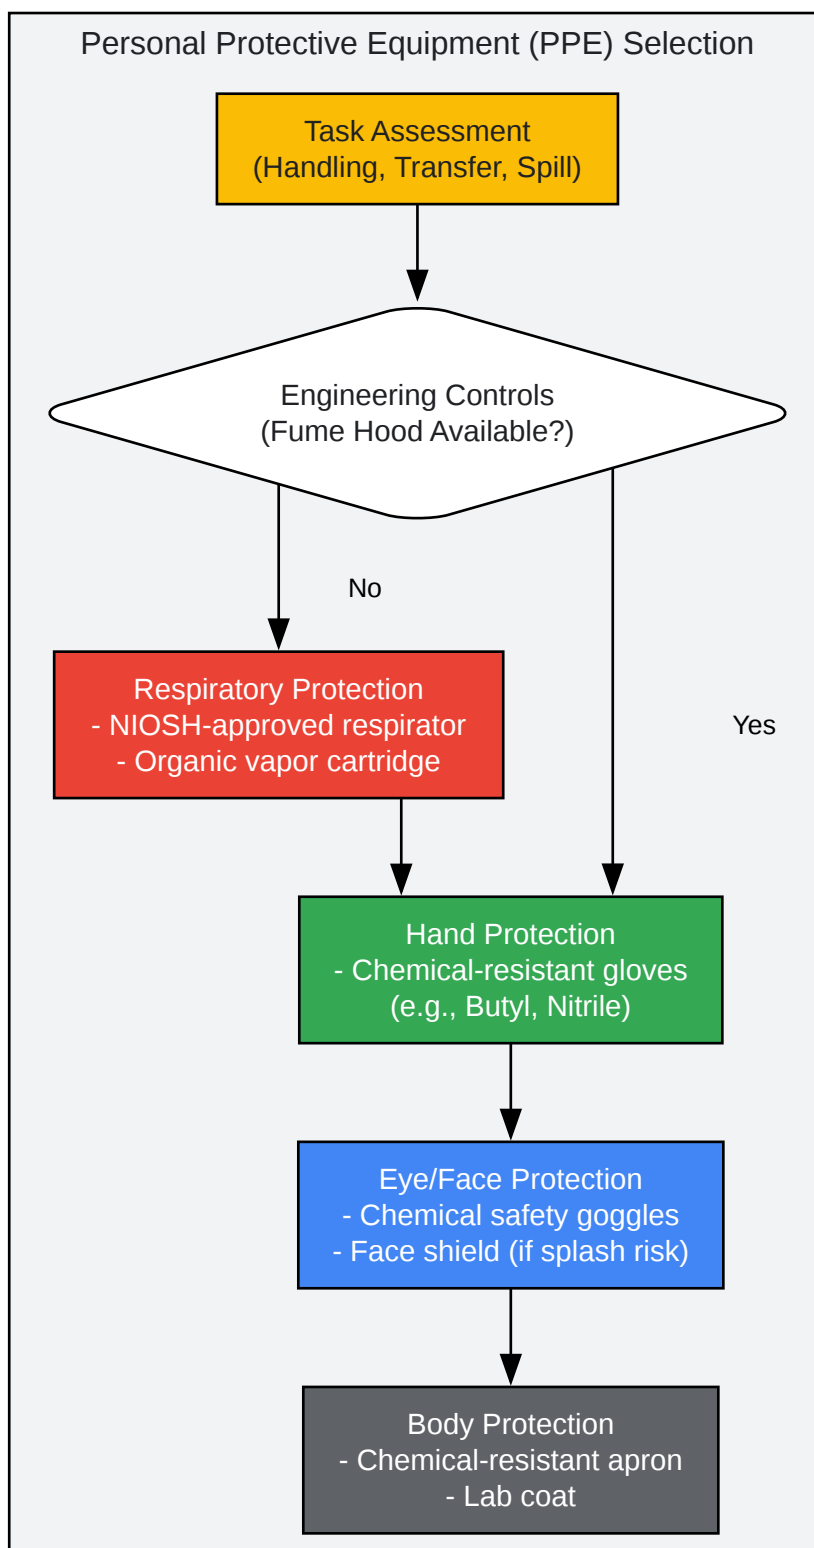 Personal Protective Equipment (PPE) Selection
Task Assessment
(Handling, Transfer, Spill)
Engineering Controls
(Fume Hood Available?)
No
Respiratory Protection
- NIOSH-approved respirator
- Organic vapor cartridge
Yes
Hand Protection
- Chemical-resistant gloves
(e.g., Butyl, Nitrile)
Eye/Face Protection
- Chemical safety goggles
- Face shield (if splash risk)
Body Protection
- Chemical-resistant apron
- Lab coat